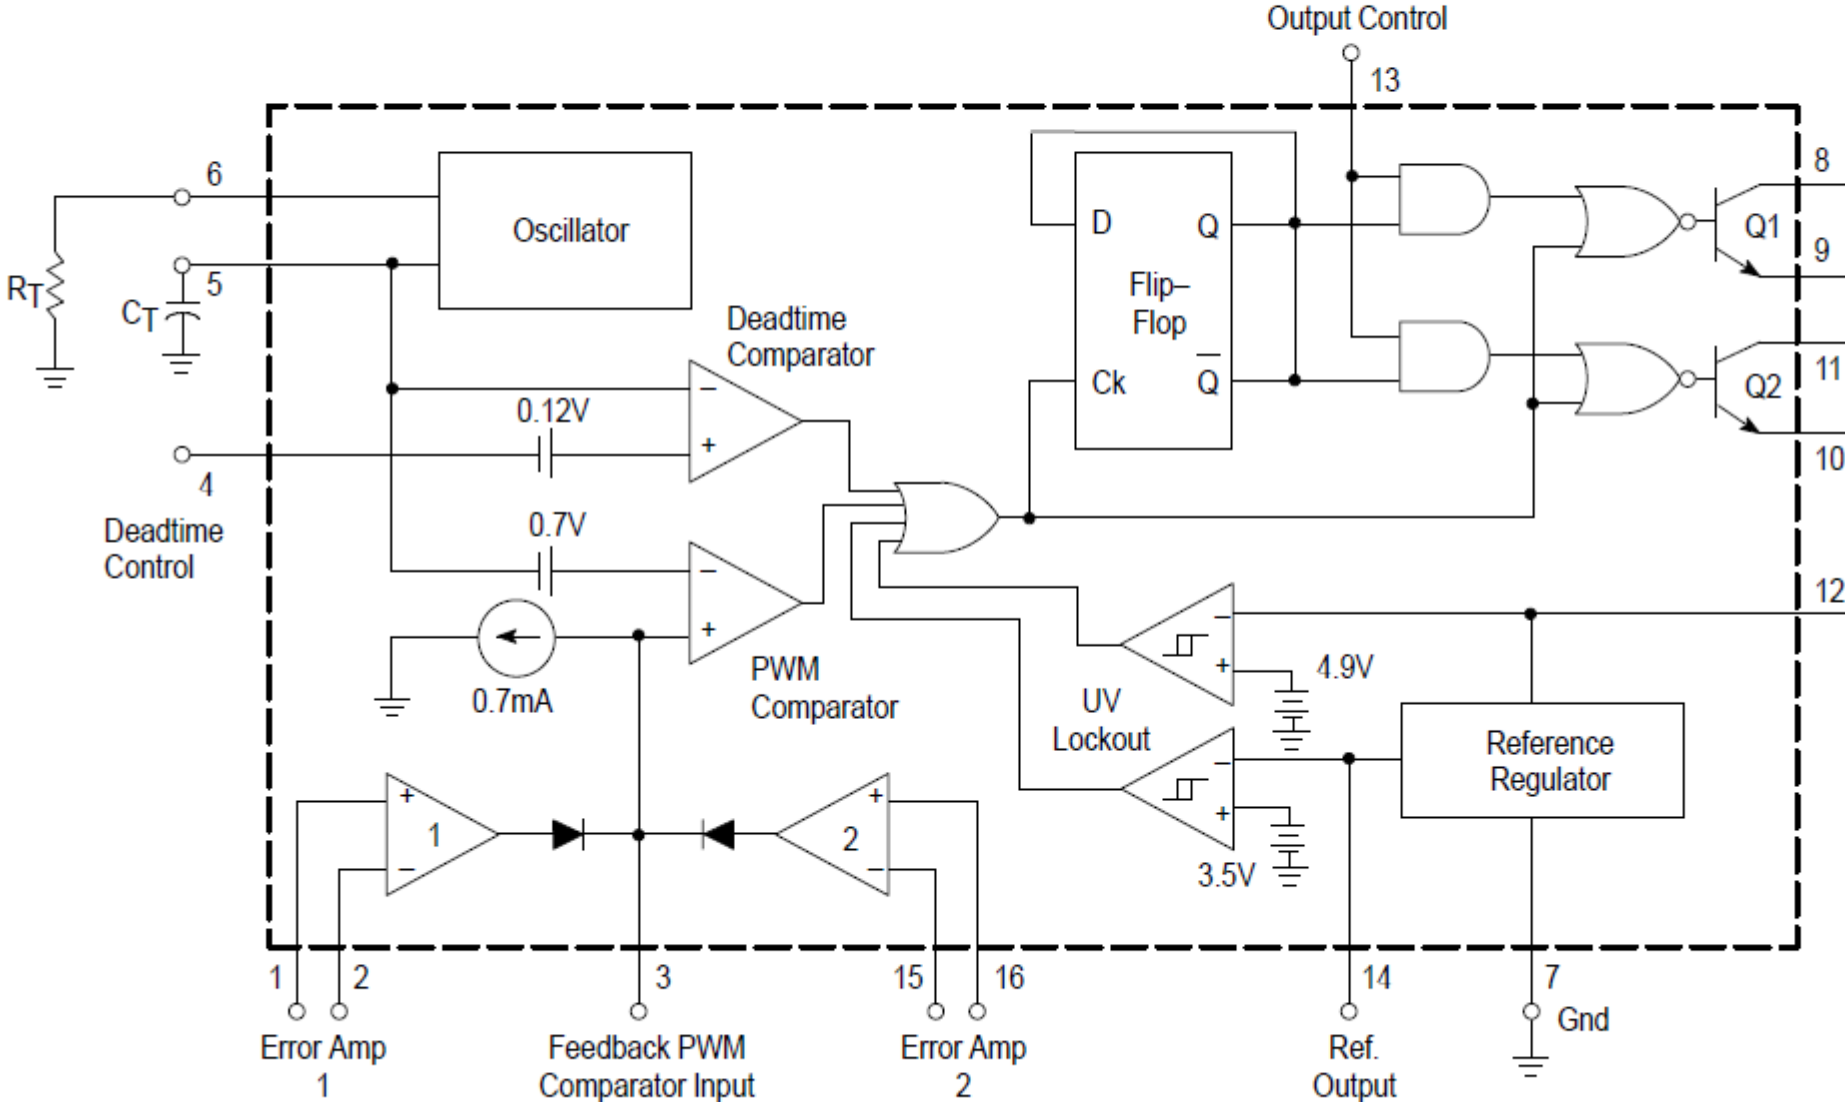 Output Control
13
8
6
Oscillator
D
Q
Q1
9
5
RT
CT
Flip–
Flop
Deadtime
Comparator
11
Ck
Q
Q2
0.12V
–
+
10
4
Deadtime
Control
0.7V
–
+
12
–
+
4.9V
0.7mA
PWM
Comparator
UV
Lockout
Reference
Regulator
–
+
3.5V
+
1
–
+
2
–
1
2
3
15
16
14
7
Gnd
Error Amp
1
Feedback PWM
Comparator Input
Error Amp
2
Ref.
Output